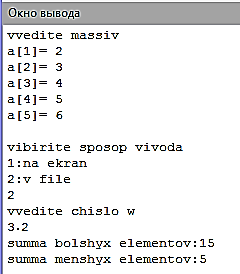 Окно вывода
vvedite massiv
a[1]= 2
a[2]= 3
a[3]= 4
a[4]= 5
a[5]= 6
vibirite sposop vivoda
1:na ekran
2:v file
2
vvedite chislo w
3.2
summa bolshyx elementov:15
summa menshyx elementov:5